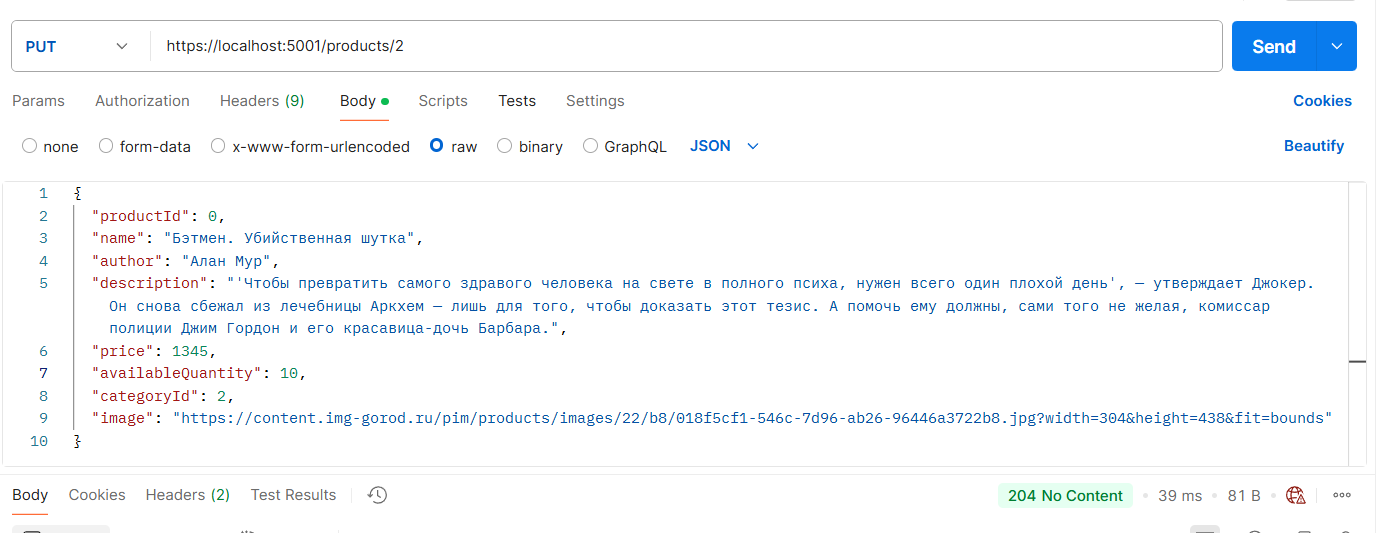 PUT https://localhost:5001/products/2 Send
Params Authorization Headers (9) Body Scripts Tests Settings Cookies
none form-data x-www-form-urlencoded raw binary GraphQL JSON Beautify
1 {
2 "productId": 0,
3 "name": "Бэтмен. Убийственная шутка",
4 "author": "Алан Мур",
5 "description": "'Чтобы превратить самого здравого человека на свете в полного психа, нужен всего один плохой день', — утверждает Джокер.
Он снова сбежал из лечебницы Аркхем — лишь для того, чтобы доказать этот тезис. А помочь ему должны, сами того не желая, комиссар
полиции Джим Гордон и его красавица-дочь Барбара.",
6 "price": 1345,
7 "availableQuantity": 10,
8 "categoryId": 2,
9 "image": "https://content.img-gorod.ru/pim/products/images/22/b8/018f5cf1-546c-7d96-ab26-96446a3722b8.jpg?width=304&height=438&fit=bounds"
10 }
Body Cookies Headers (2) Test Results 204 No Content 39 ms 81 B